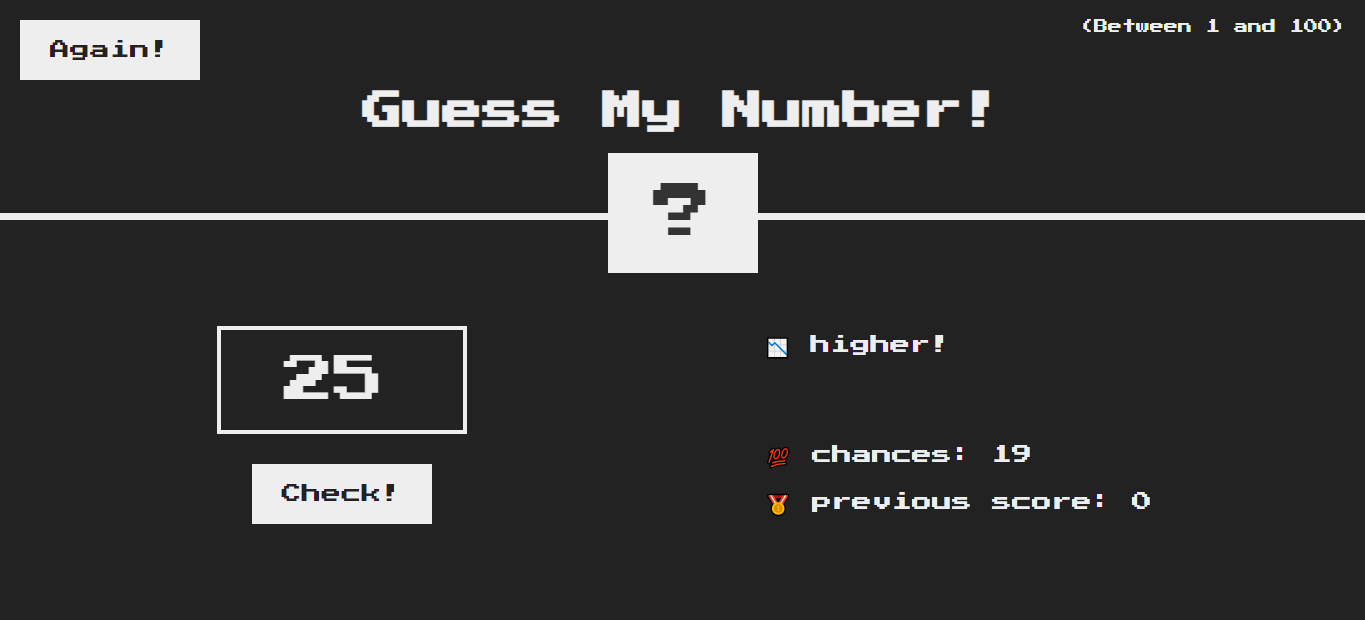 Again!
(Between 1 and 100)
Guess My Number!
?
25
Check!
📉 higher!
💯 chances: 19
🥇 previous score: 0